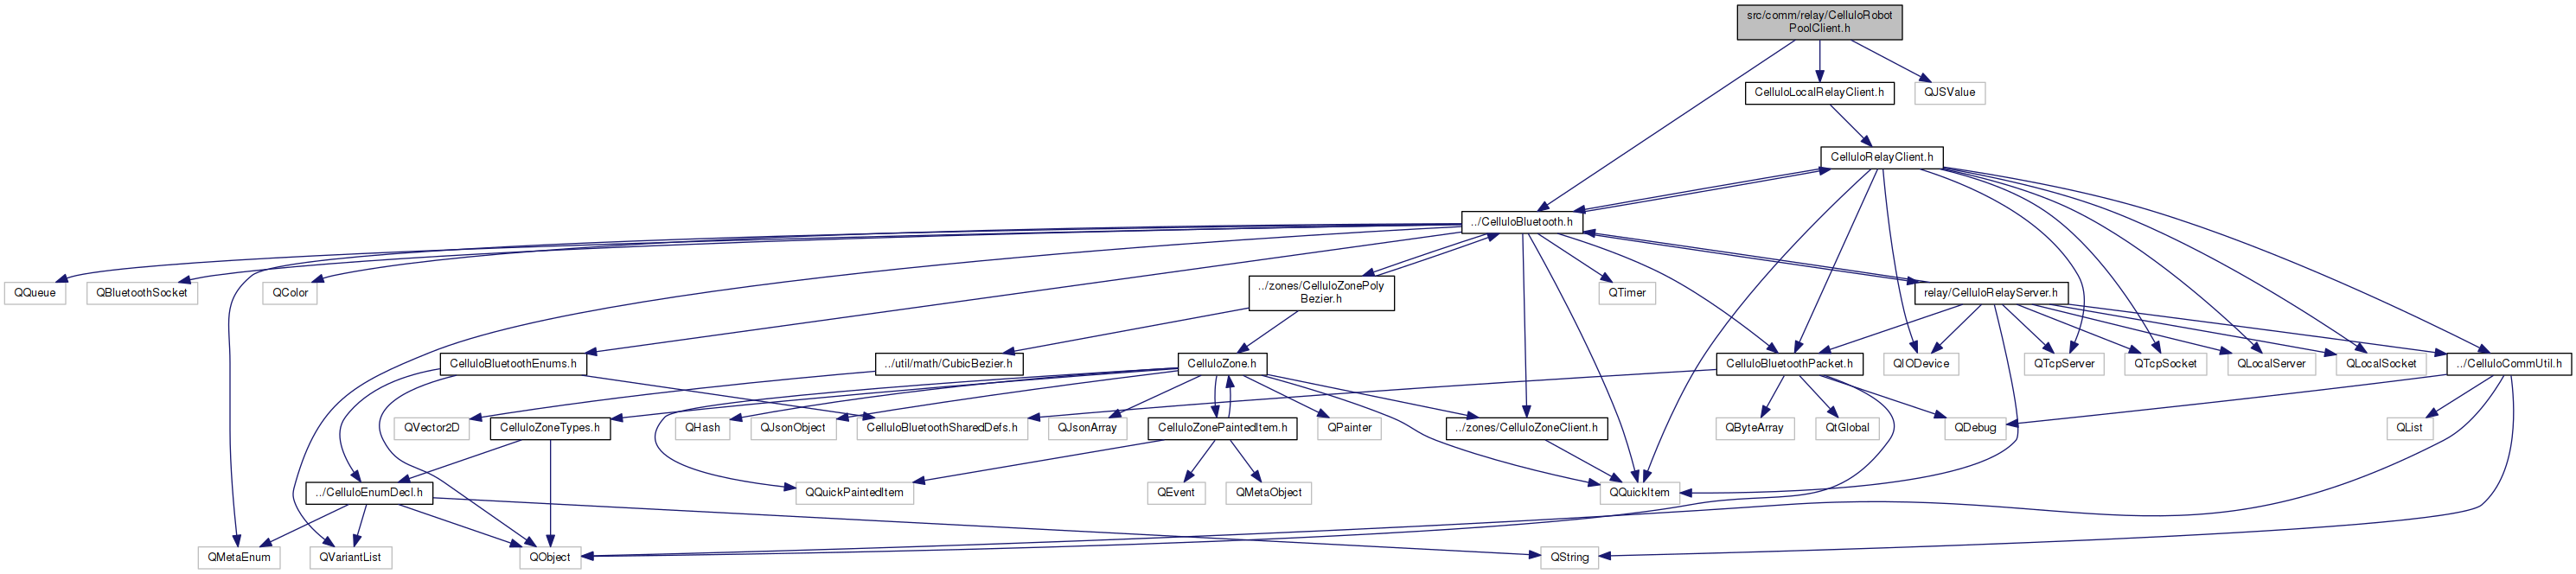 src/comm/relay/CelluloRobot
PoolClient.h
CelluloLocalRelayClient.h
QJSValue
CelluloRelayClient.h
../CelluloBluetooth.h
QQueue
QBluetoothSocket
QColor
../zones/CelluloZonePoly
Bezier.h
QTimer
relay/CelluloRelayServer.h
CelluloBluetoothEnums.h
../util/math/CubicBezier.h
CelluloZone.h
CelluloBluetoothPacket.h
QIODevice
QTcpServer
QTcpSocket
QLocalServer
QLocalSocket
../CelluloCommUtil.h
QVector2D
CelluloZoneTypes.h
QHash
QJsonObject
CelluloBluetoothSharedDefs.h
QJsonArray
CelluloZonePaintedItem.h
QPainter
../zones/CelluloZoneClient.h
QByteArray
QtGlobal
QDebug
QList
../CelluloEnumDecl.h
QQuickPaintedItem
QEvent
QMetaObject
QQuickItem
QMetaEnum
QVariantList
QObject
QString